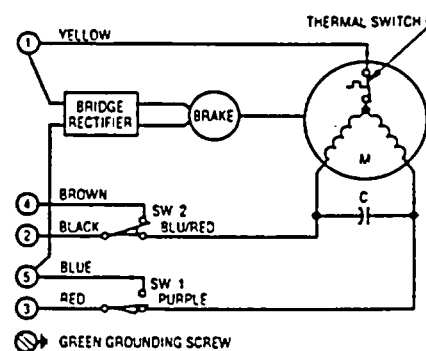 THERMAL SWITCH
1 YELLOW
BRIDGE RECTIFIER
BRAKE
M
C
4 BROWN
SW 2
2 BLACK BLU/RED
5 BLUE
SW 1
3 RED PURPLE
GREEN GROUNDING SCREW